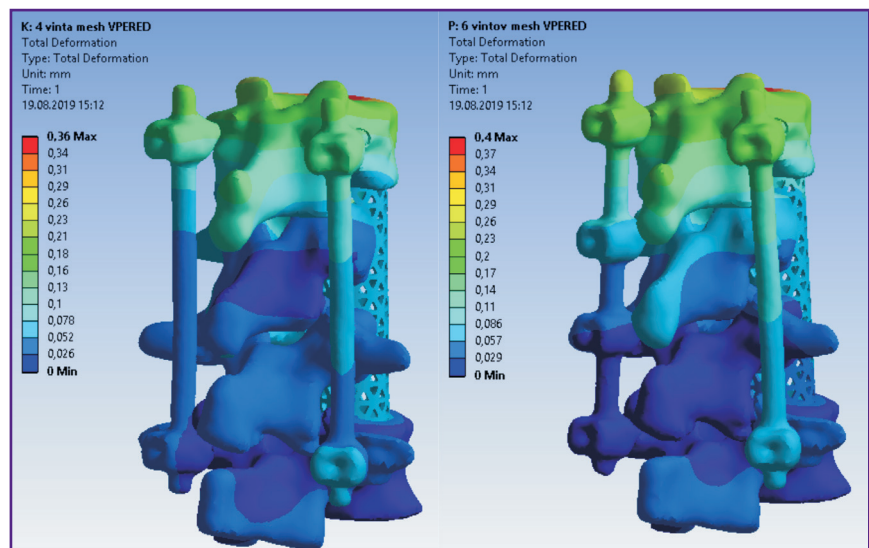 K: 4 vinta mesh VPERED
Total Deformation
Type: Total Deformation
Unit: mm
Time: 1
19.08.2019 15:12
0,36 Max
0,34
0,31
0,29
0,26
0,23
0,21
0,18
0,16
0,13
0,1
0,078
0,052
0,026
0 Min
P: 6 vintov mesh VPERED
Total Deformation
Type: Total Deformation
Unit: mm
Time: 1
19.08.2019 15:12
0,4 Max
0,37
0,34
0,31
0,29
0,26
0,23
0,2
0,17
0,14
0,11
0,086
0,057
0,029
0 Min